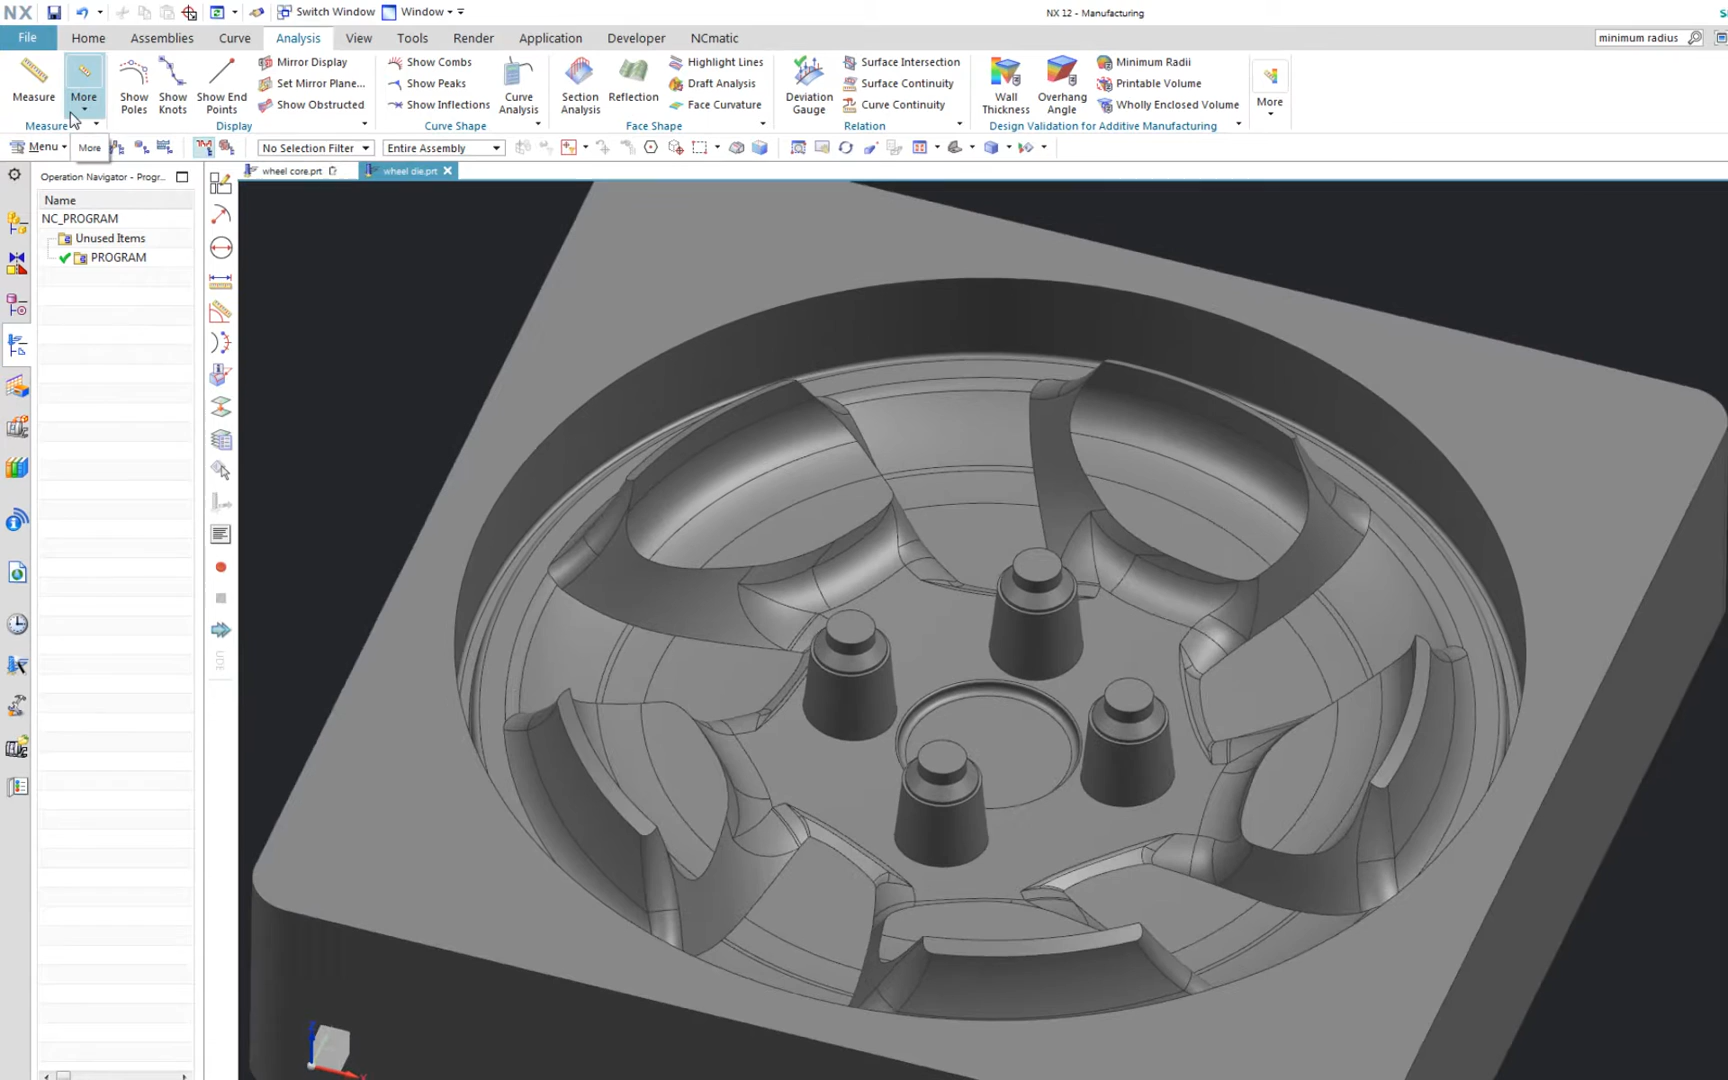 NX Switch Window Window NX 12 - Manufacturing
File Home Assemblies Curve Analysis View Tools Render Application Developer NCmatic minimum radius
Mirror Display Show Combs Highlight Lines Surface Intersection Minimum Radii
Set Mirror Plane... Show Peaks Draft Analysis Surface Continuity Printable Volume
Measure More Show Poles Show Knots Show End Points Show Obstructed Show Inflections Curve Analysis Section Analysis Reflection Face Curvature Deviation Gauge Curve Continuity Wall Thickness Overhang Angle Wholly Enclosed Volume More
Measure Display Curve Shape Face Shape Relation Design Validation for Additive Manufacturing
Menu More No Selection Filter Entire Assembly
wheel core.prt wheel die.prt
Operation Navigator - Progr...
Name
NC_PROGRAM
Unused Items
PROGRAM
UDE